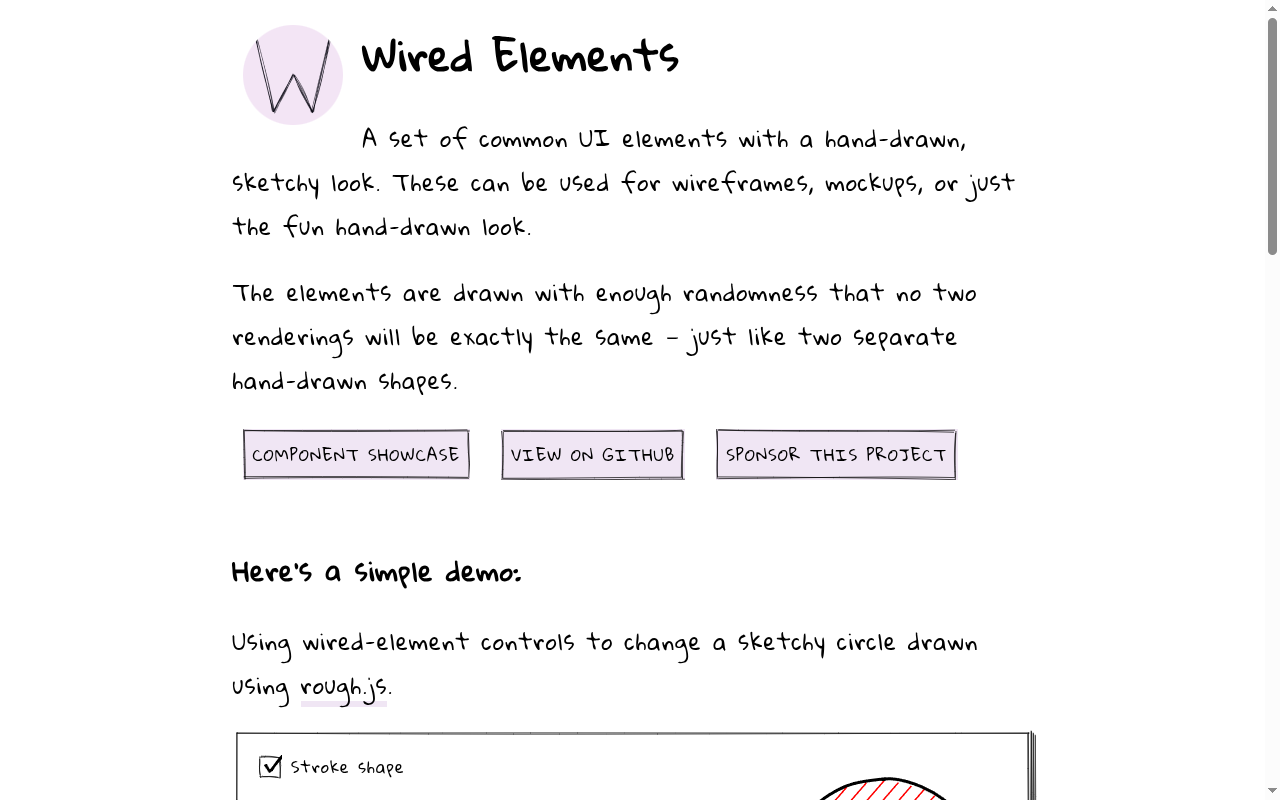 W
Wired Elements
A set of common UI elements with a hand-drawn,
sketchy look. These can be used for wireframes, mockups, or just
the fun hand-drawn look.
The elements are drawn with enough randomness that no two
renderings will be exactly the same - just like two separate
hand-drawn shapes.
COMPONENT SHOWCASE VIEW ON GITHUB SPONSOR THIS PROJECT
Here's a simple demo:
Using wired-element controls to change a sketchy circle drawn
using rough.js.
Stroke shape